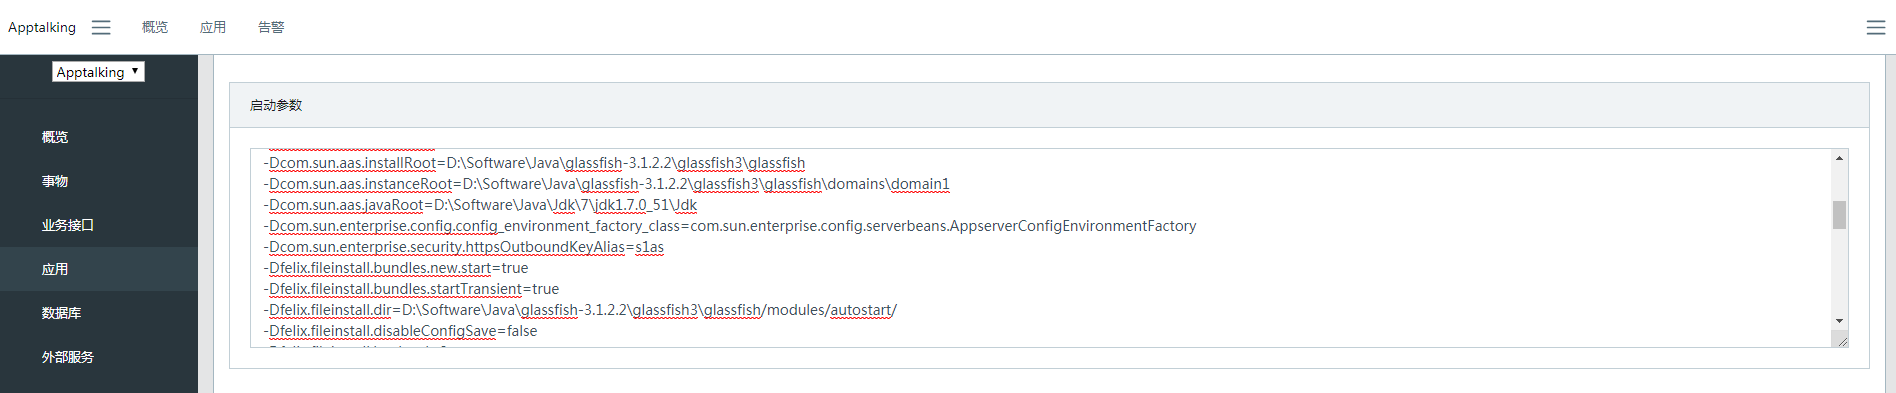 Apptalking 概览 应用 告警
Apptalking
概览
事物
业务接口
应用
数据库
外部服务
启动参数
-Dcom.sun.aas.installRoot=D:\Software\Java\glassfish-3.1.2.2\glassfish3\glassfish
-Dcom.sun.aas.instanceRoot=D:\Software\Java\glassfish-3.1.2.2\glassfish3\glassfish\domains\domain1
-Dcom.sun.aas.javaRoot=D:\Software\Java\Jdk\7\jdk1.7.0_51\Jdk
-Dcom.sun.enterprise.config.config_environment_factory_class=com.sun.enterprise.config.serverbeans.AppserverConfigEnvironmentFactory
-Dcom.sun.enterprise.security.httpsOutboundKeyAlias=s1as
-Dfelix.fileinstall.bundles.new.start=true
-Dfelix.fileinstall.bundles.startTransient=true
-Dfelix.fileinstall.dir=D:\Software\Java\glassfish-3.1.2.2\glassfish3\glassfish/modules/autostart/
-Dfelix.fileinstall.disableConfigSave=false